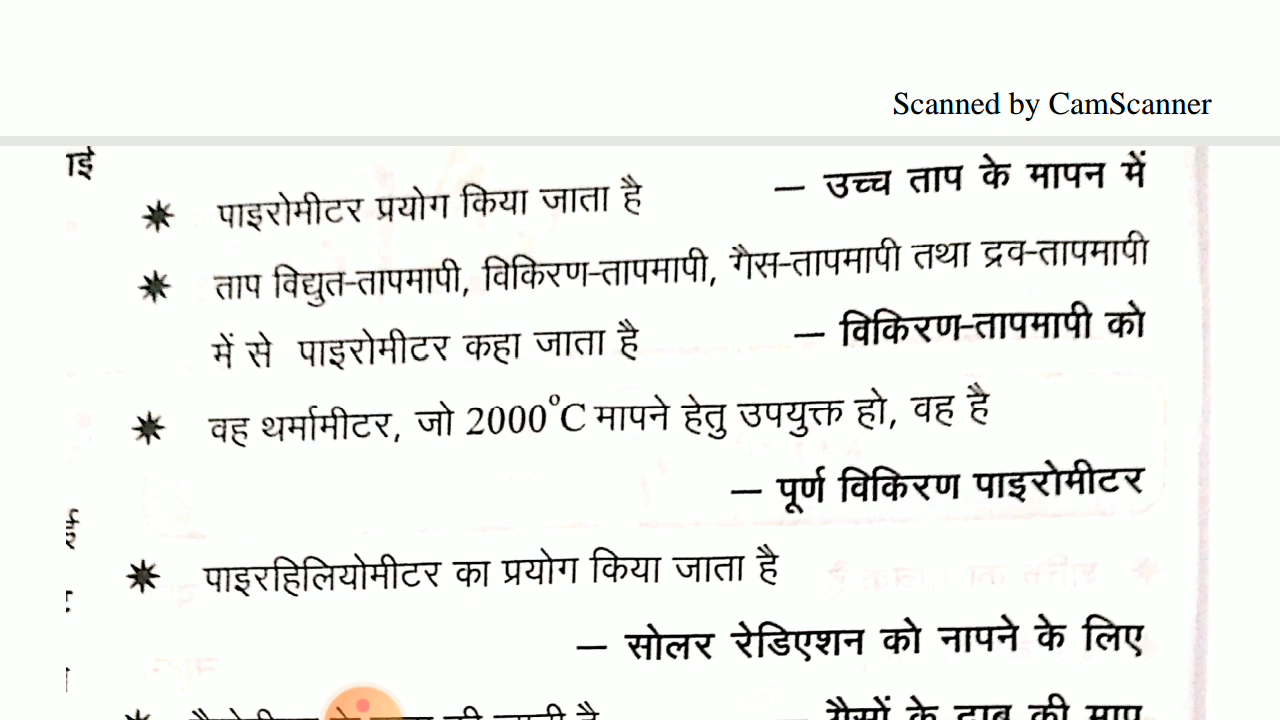 Scanned by CamScanner
ाई
✷ पाइरोमीटर प्रयोग किया जाता है — उच्च ताप के मापन में
✷ ताप विद्युत-तापमापी, विकिरण-तापमापी, गैस-तापमापी तथा द्रव-तापमापी
में से पाइरोमीटर कहा जाता है — विकिरण-तापमापी को
✷ वह थर्मामीटर, जो 2000°C मापने हेतु उपयुक्त हो, वह है
— पूर्ण विकिरण पाइरोमीटर
✷ पाइरहिलियोमीटर का प्रयोग किया जाता है
— सोलर रेडिएशन को नापने के लिए
— गैसों के दाब की माप